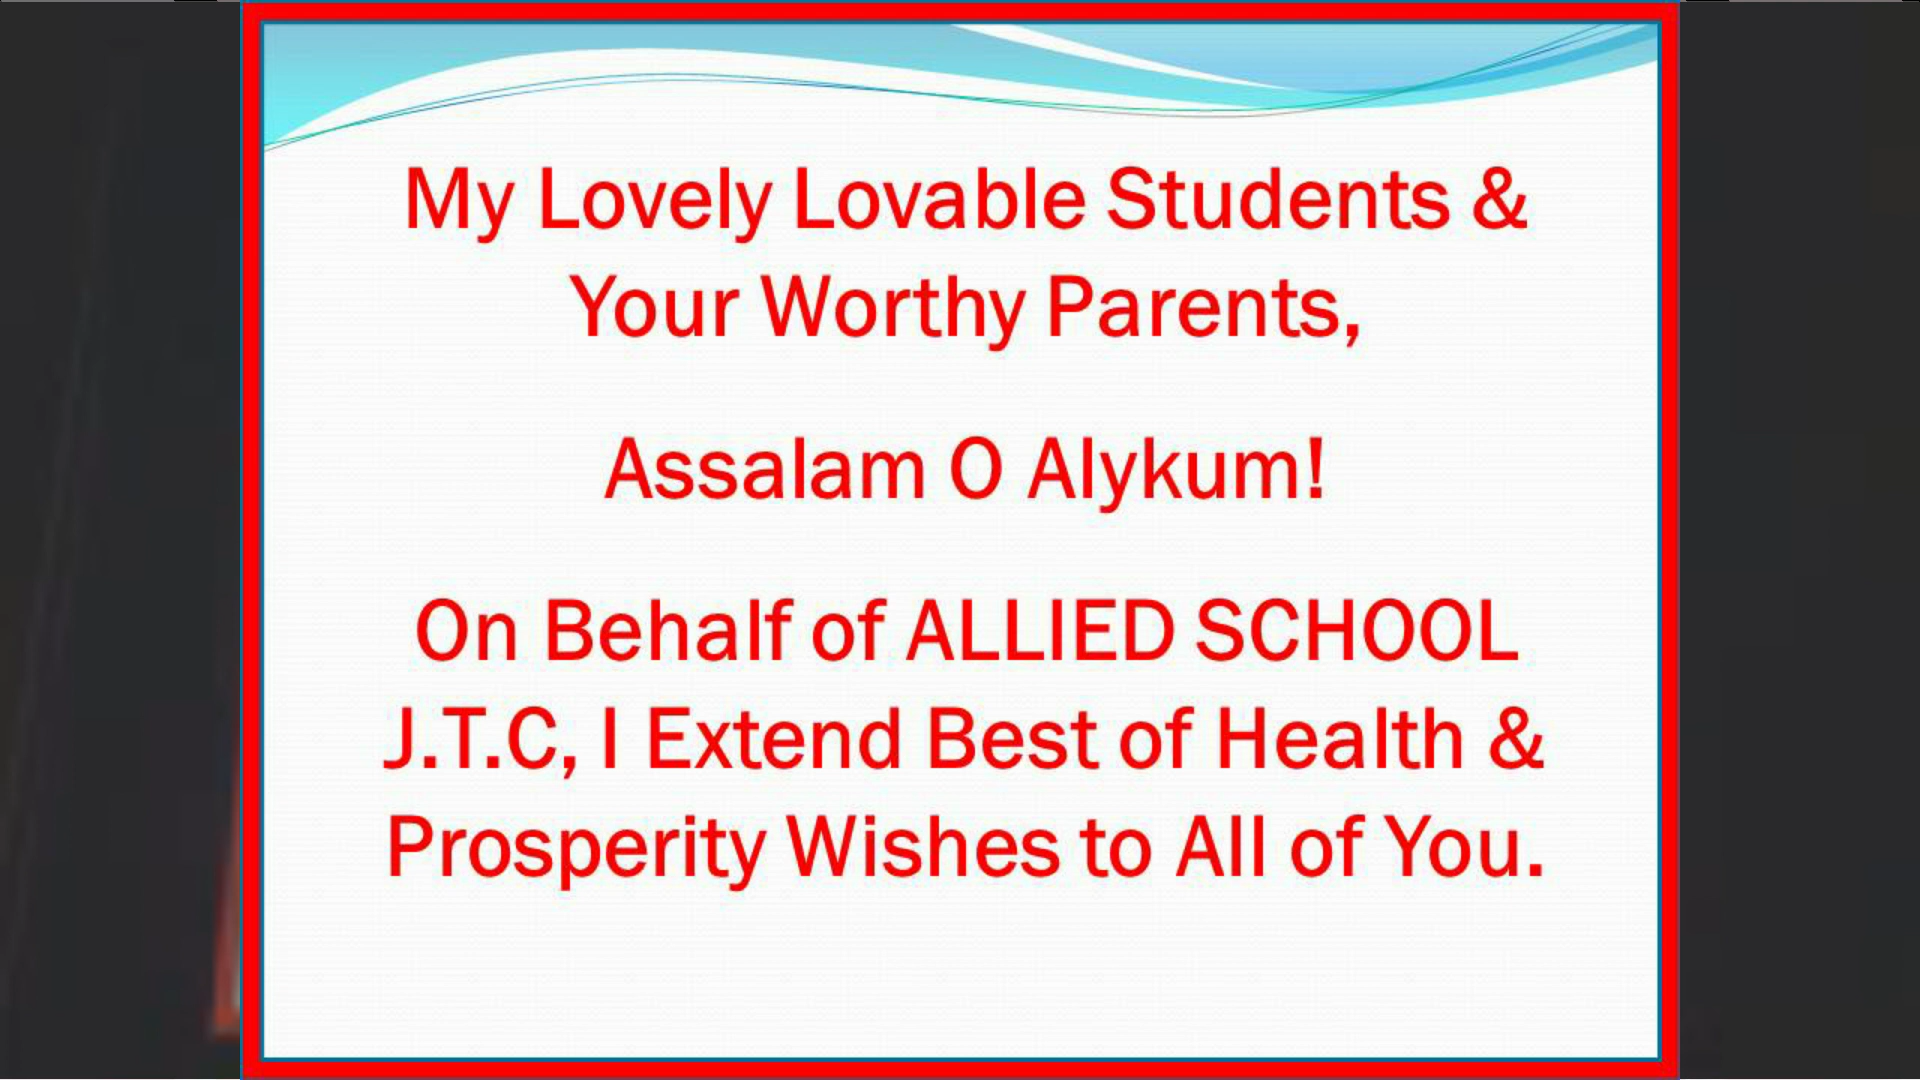 My Lovely Lovable Students &
Your Worthy Parents,
Assalam O Alykum!
On Behalf of ALLIED SCHOOL
J.T.C, I Extend Best of Health &
Prosperity Wishes to All of You.